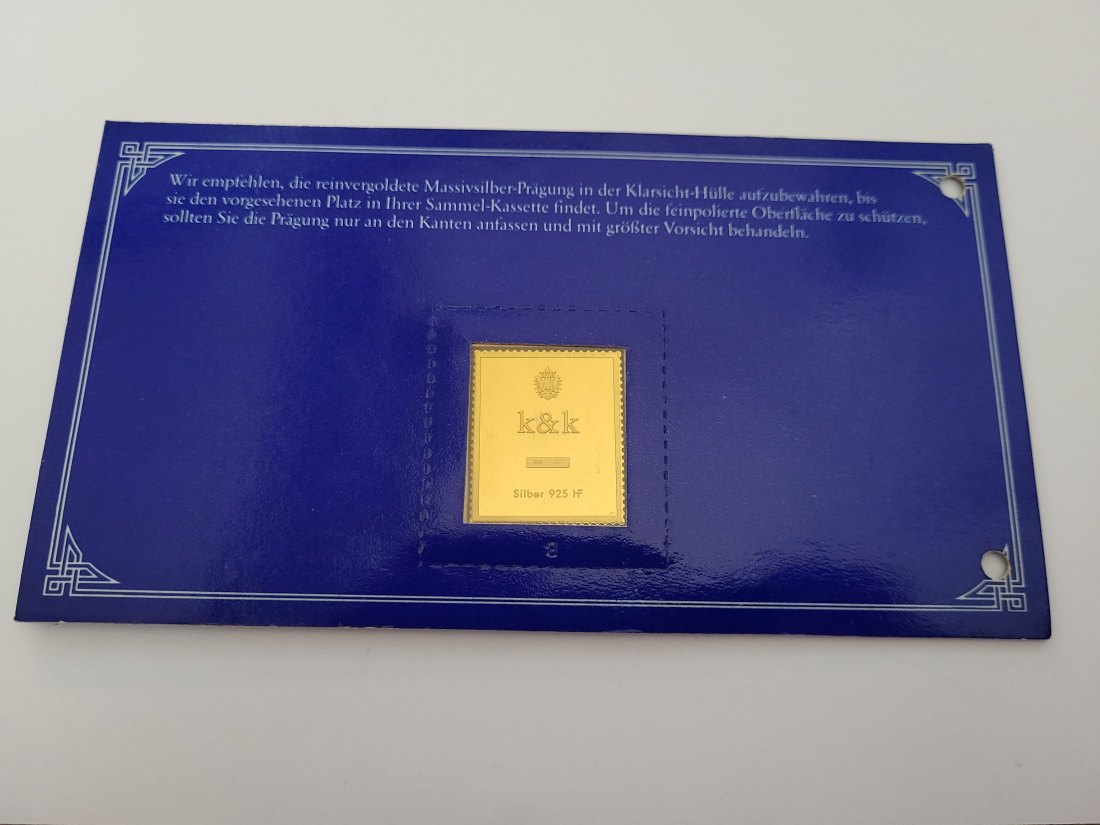 Wir empfehlen, die reinvergoldete Massivsilber-Prägung in der Klarsicht-Hülle aufzubewahren, bis
sie den vorgesehenen Platz in Ihrer Sammel-Kassette findet. Um die feinpolierte Oberfläche zu schützen,
sollten Sie die Prägung nur an den Kanten anfassen und mit größter Vorsicht behandeln.
k&k
Silber 925 HF